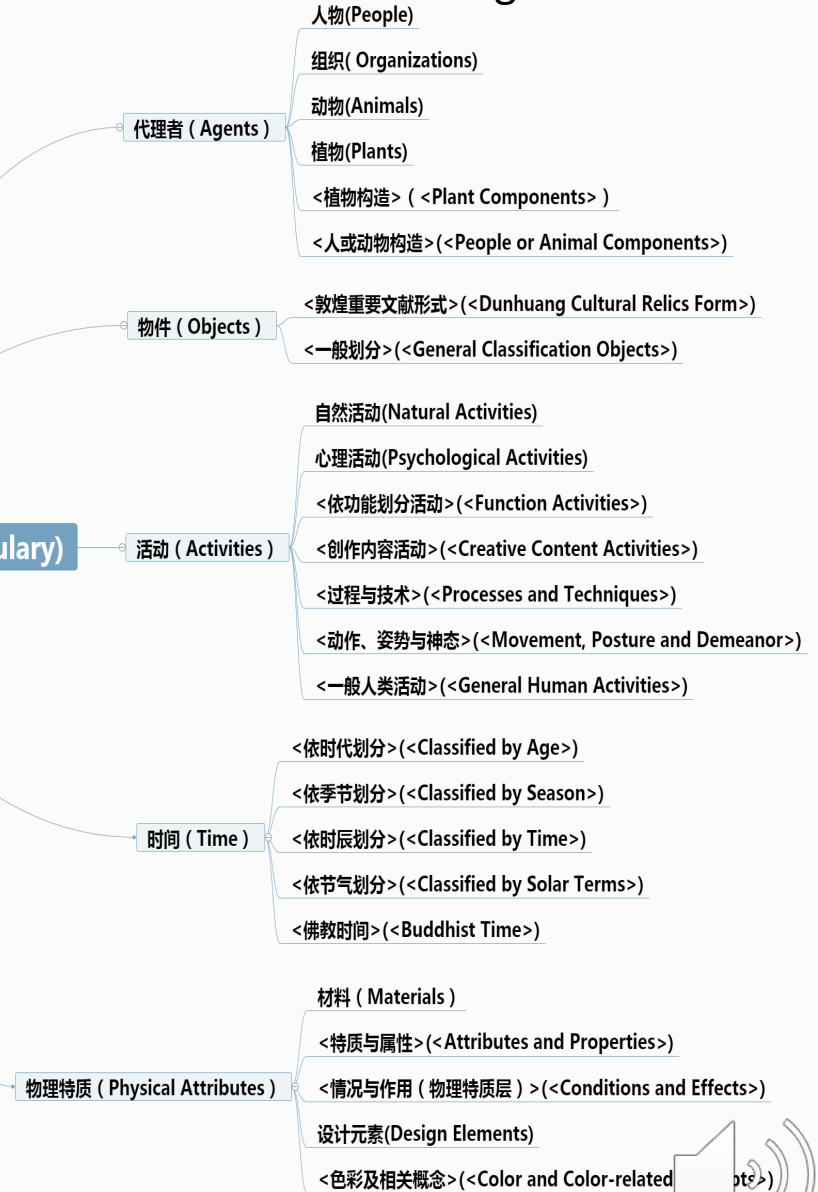 人物(People)
组织( Organizations)
动物(Animals)
代理者 ( Agents )
植物(Plants)
<植物构造> ( <Plant Components> )
<人或动物构造>(<People or Animal Components>)
<敦煌重要文献形式>(<Dunhuang Cultural Relics Form>)
物件 ( Objects )
<一般划分>(<General Classification Objects>)
自然活动(Natural Activities)
心理活动(Psychological Activities)
<依功能划分活动>(<Function Activities>)
ulary)
活动 ( Activities )
<创作内容活动>(<Creative Content Activities>)
<过程与技术>(<Processes and Techniques>)
<动作、姿势与神态>(<Movement, Posture and Demeanor>)
<一般人类活动>(<General Human Activities>)
<依时代划分>(<Classified by Age>)
<依季节划分>(<Classified by Season>)
时间 ( Time )
<依时辰划分>(<Classified by Time>)
<依节气划分>(<Classified by Solar Terms>)
<佛教时间>(<Buddhist Time>)
材料 ( Materials )
<特质与属性>(<Attributes and Properties>)
物理特质 ( Physical Attributes )
<情况与作用 ( 物理特质层 ) >(<Conditions and Effects>)
设计元素(Design Elements)
<色彩及相关概念>(<Color and Color-related pts>)